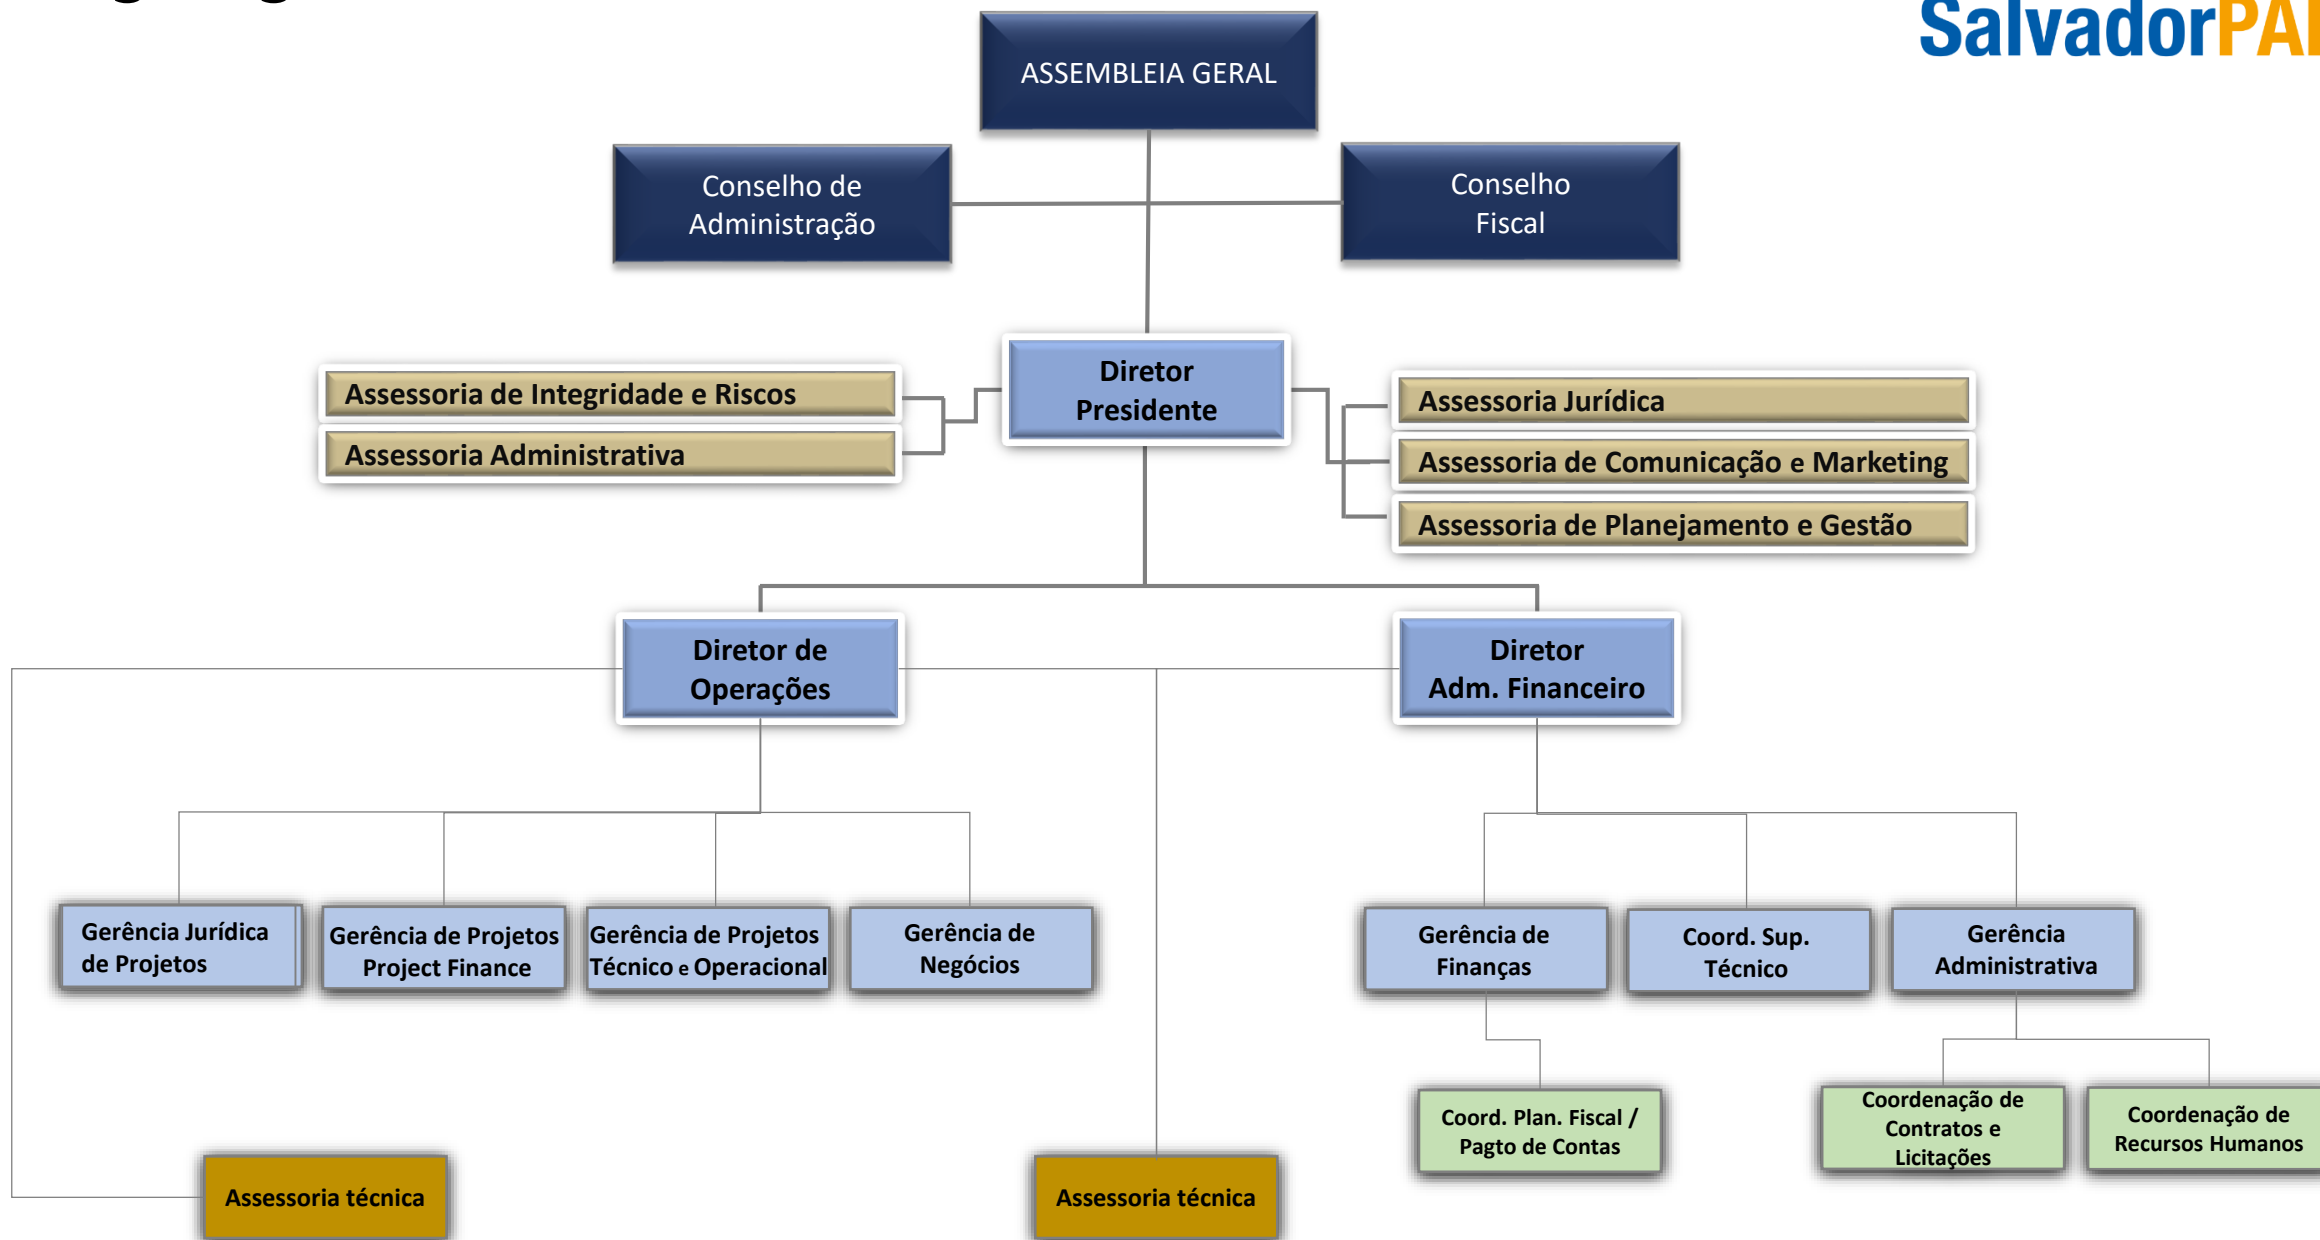 SalvadorPAR
ASSEMBLEIA GERAL
Conselho de
Administração
Conselho
Fiscal
Diretor
Presidente
Assessoria de Integridade e Riscos
Assessoria Administrativa
Assessoria Jurídica
Assessoria de Comunicação e Marketing
Assessoria de Planejamento e Gestão
Diretor de
Operações
Diretor
Adm. Financeiro
Gerência Jurídica
de Projetos
Gerência de Projetos
Project Finance
Gerência de Projetos
Técnico e Operacional
Gerência de
Negócios
Gerência de
Finanças
Coord. Sup.
Técnico
Gerência
Administrativa
Coord. Plan. Fiscal /
Pagto de Contas
Coordenação de
Contratos e
Licitações
Coordenação de
Recursos Humanos
Assessoria técnica
Assessoria técnica